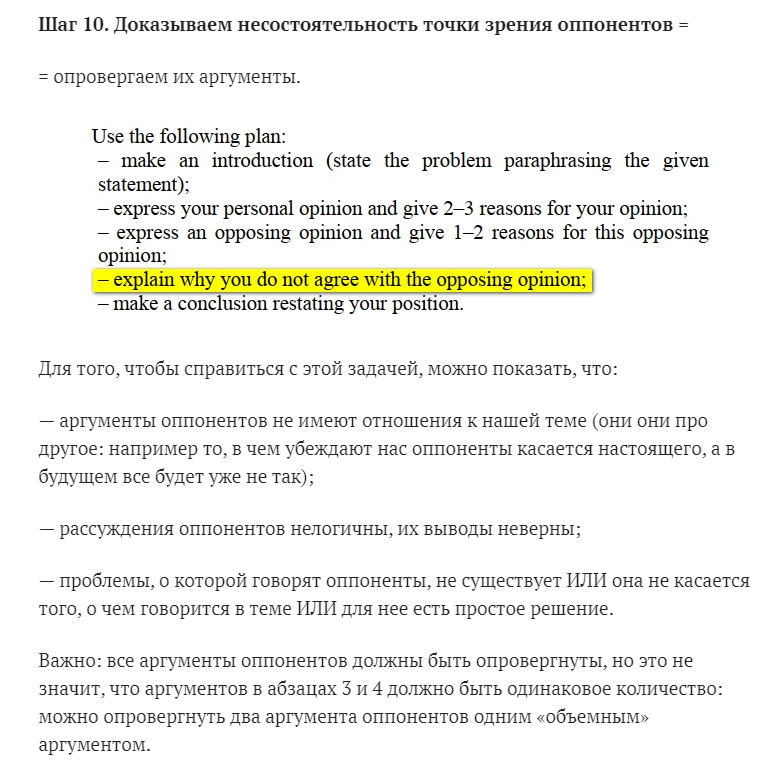 Шаг 10. Доказываем несостоятельность точки зрения оппонентов =
= опровергаем их аргументы.
Use the following plan:
– make an introduction (state the problem paraphrasing the given
statement);
– express your personal opinion and give 2–3 reasons for your opinion;
– express an opposing opinion and give 1–2 reasons for this opposing
opinion;
– explain why you do not agree with the opposing opinion;
– make a conclusion restating your position.
Для того, чтобы справиться с этой задачей, можно показать, что:
— аргументы оппонентов не имеют отношения к нашей теме (они они про
другое: например то, в чем убеждают нас оппоненты касается настоящего, а в
будущем все будет уже не так);
— рассуждения оппонентов нелогичны, их выводы неверны;
— проблемы, о которой говорят оппоненты, не существует ИЛИ она не касается
того, о чем говорится в теме ИЛИ для нее есть простое решение.
Важно: все аргументы оппонентов должны быть опровергнуты, но это не
значит, что аргументов в абзацах 3 и 4 должно быть одинаковое количество:
можно опровергнуть два аргумента оппонентов одним «объемным»
аргументом.